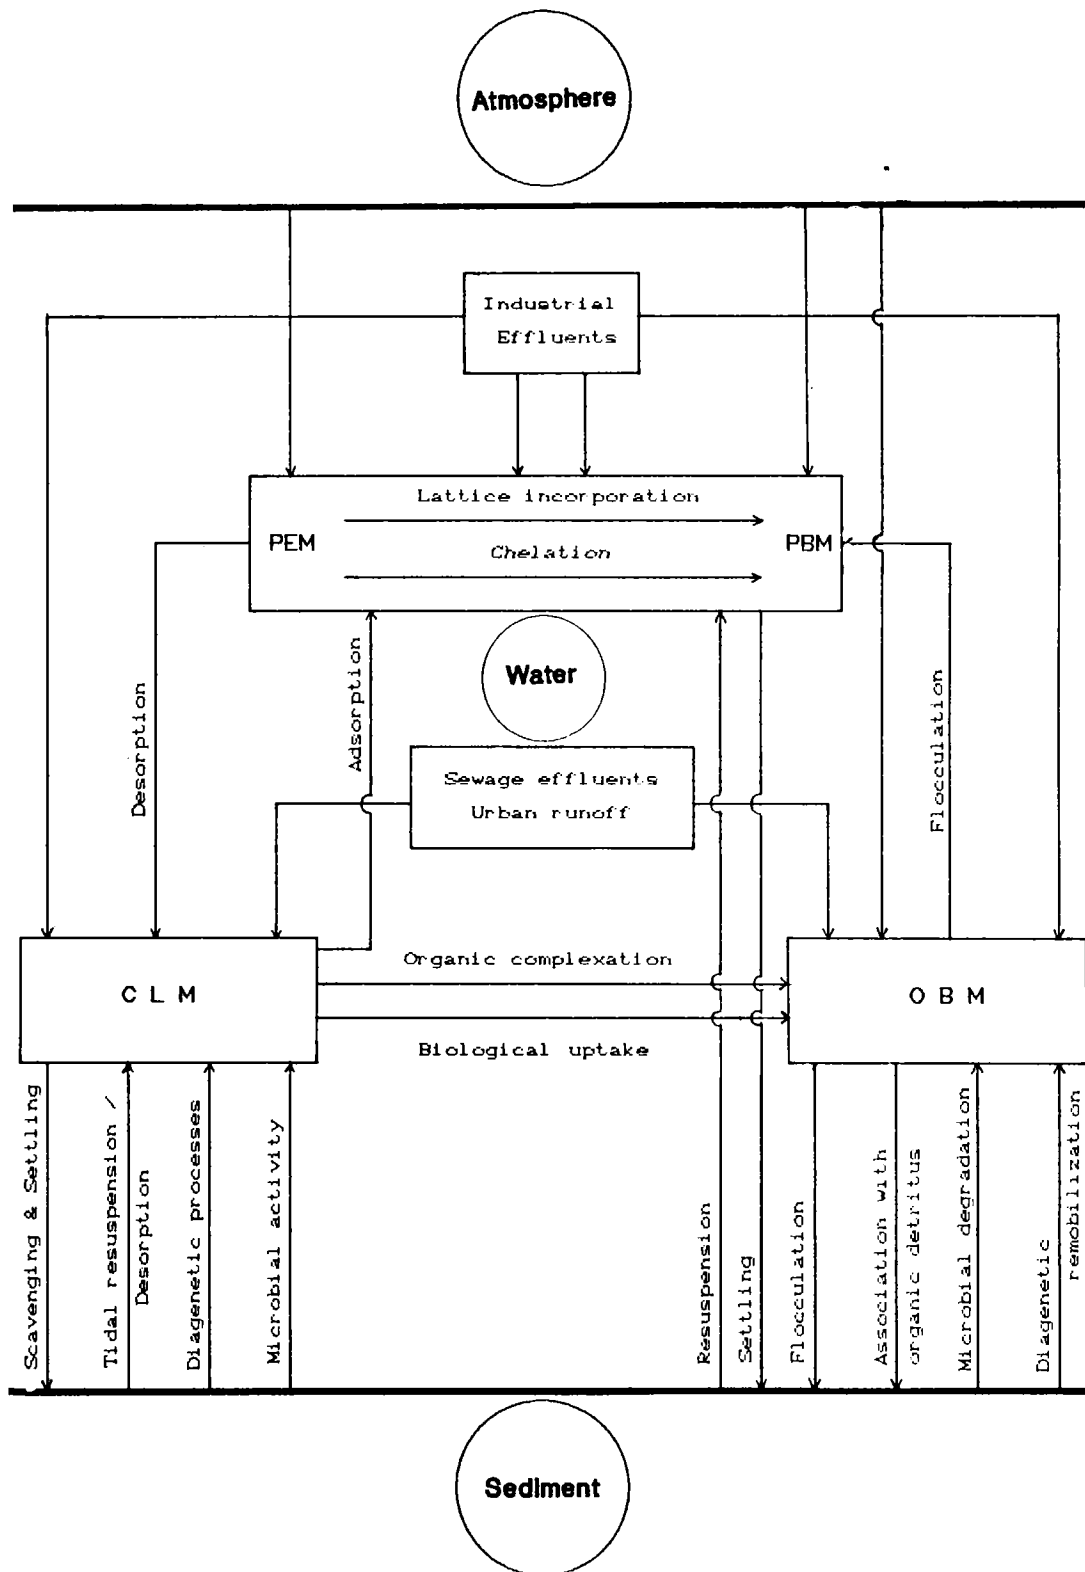 Atmosphere
Industrial
Effluents
Lattice incorporation
PEM
PBM
Chelation
Water
Desorption
Adsorption
Flocculation
Sewage effluents
Urban runoff
Organic complexation
C L M
O B M
Biological uptake
Scavenging & Settling
Tidal resuspension /
Desorption
Diagenetic processes
Microbial activity
Resuspension
Settling
Flocculation
Association with
organic detritus
Microbial degradation
Diagenetic
remobilization
Sediment